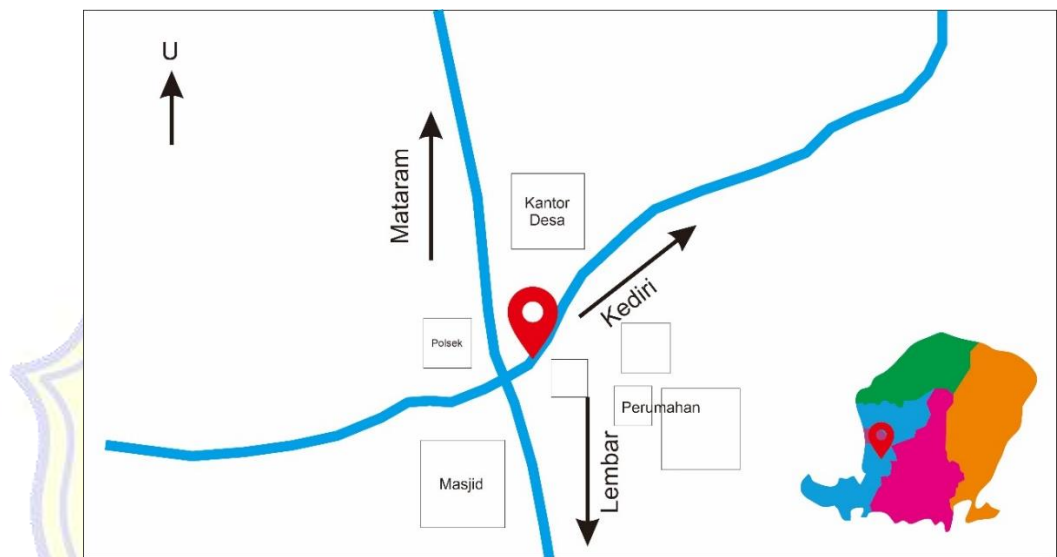 U
Mataram
Kantor
Desa
Kediri
Polsek
Perumahan
Lembar
Masjid